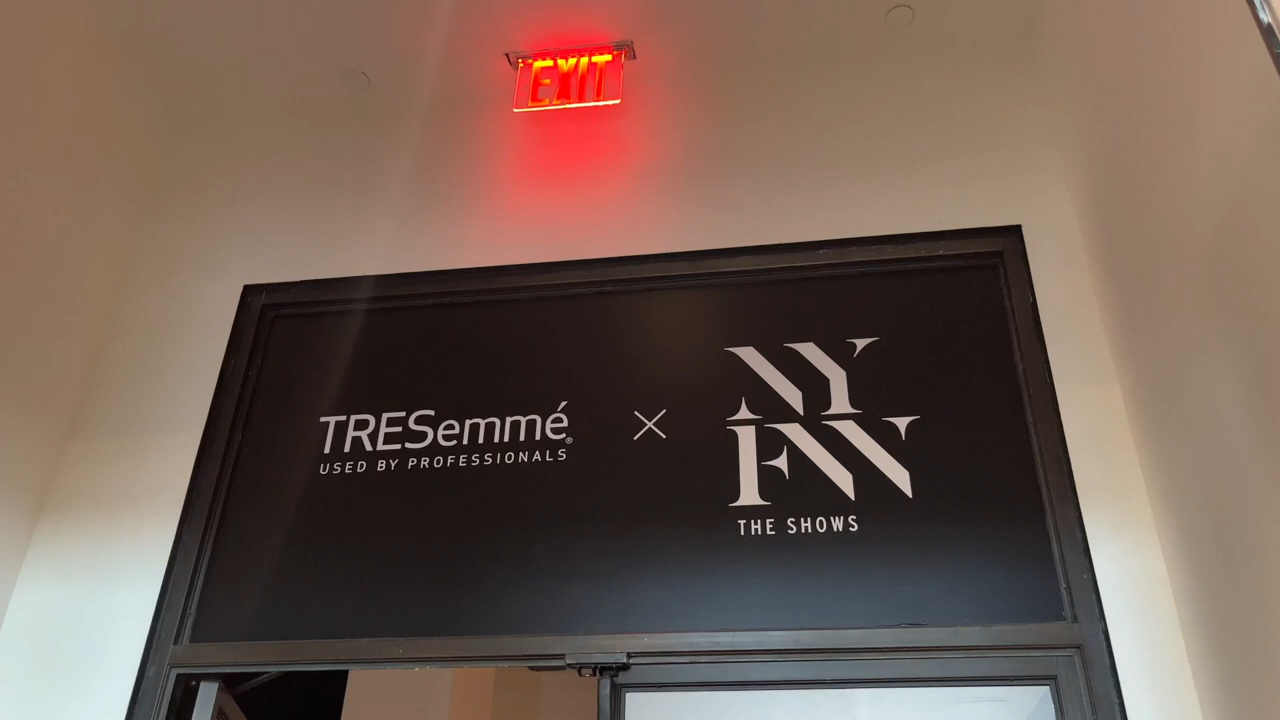 EXIT
TRESemmé®
USED BY PROFESSIONALS
×
NY
FW
THE SHOWS